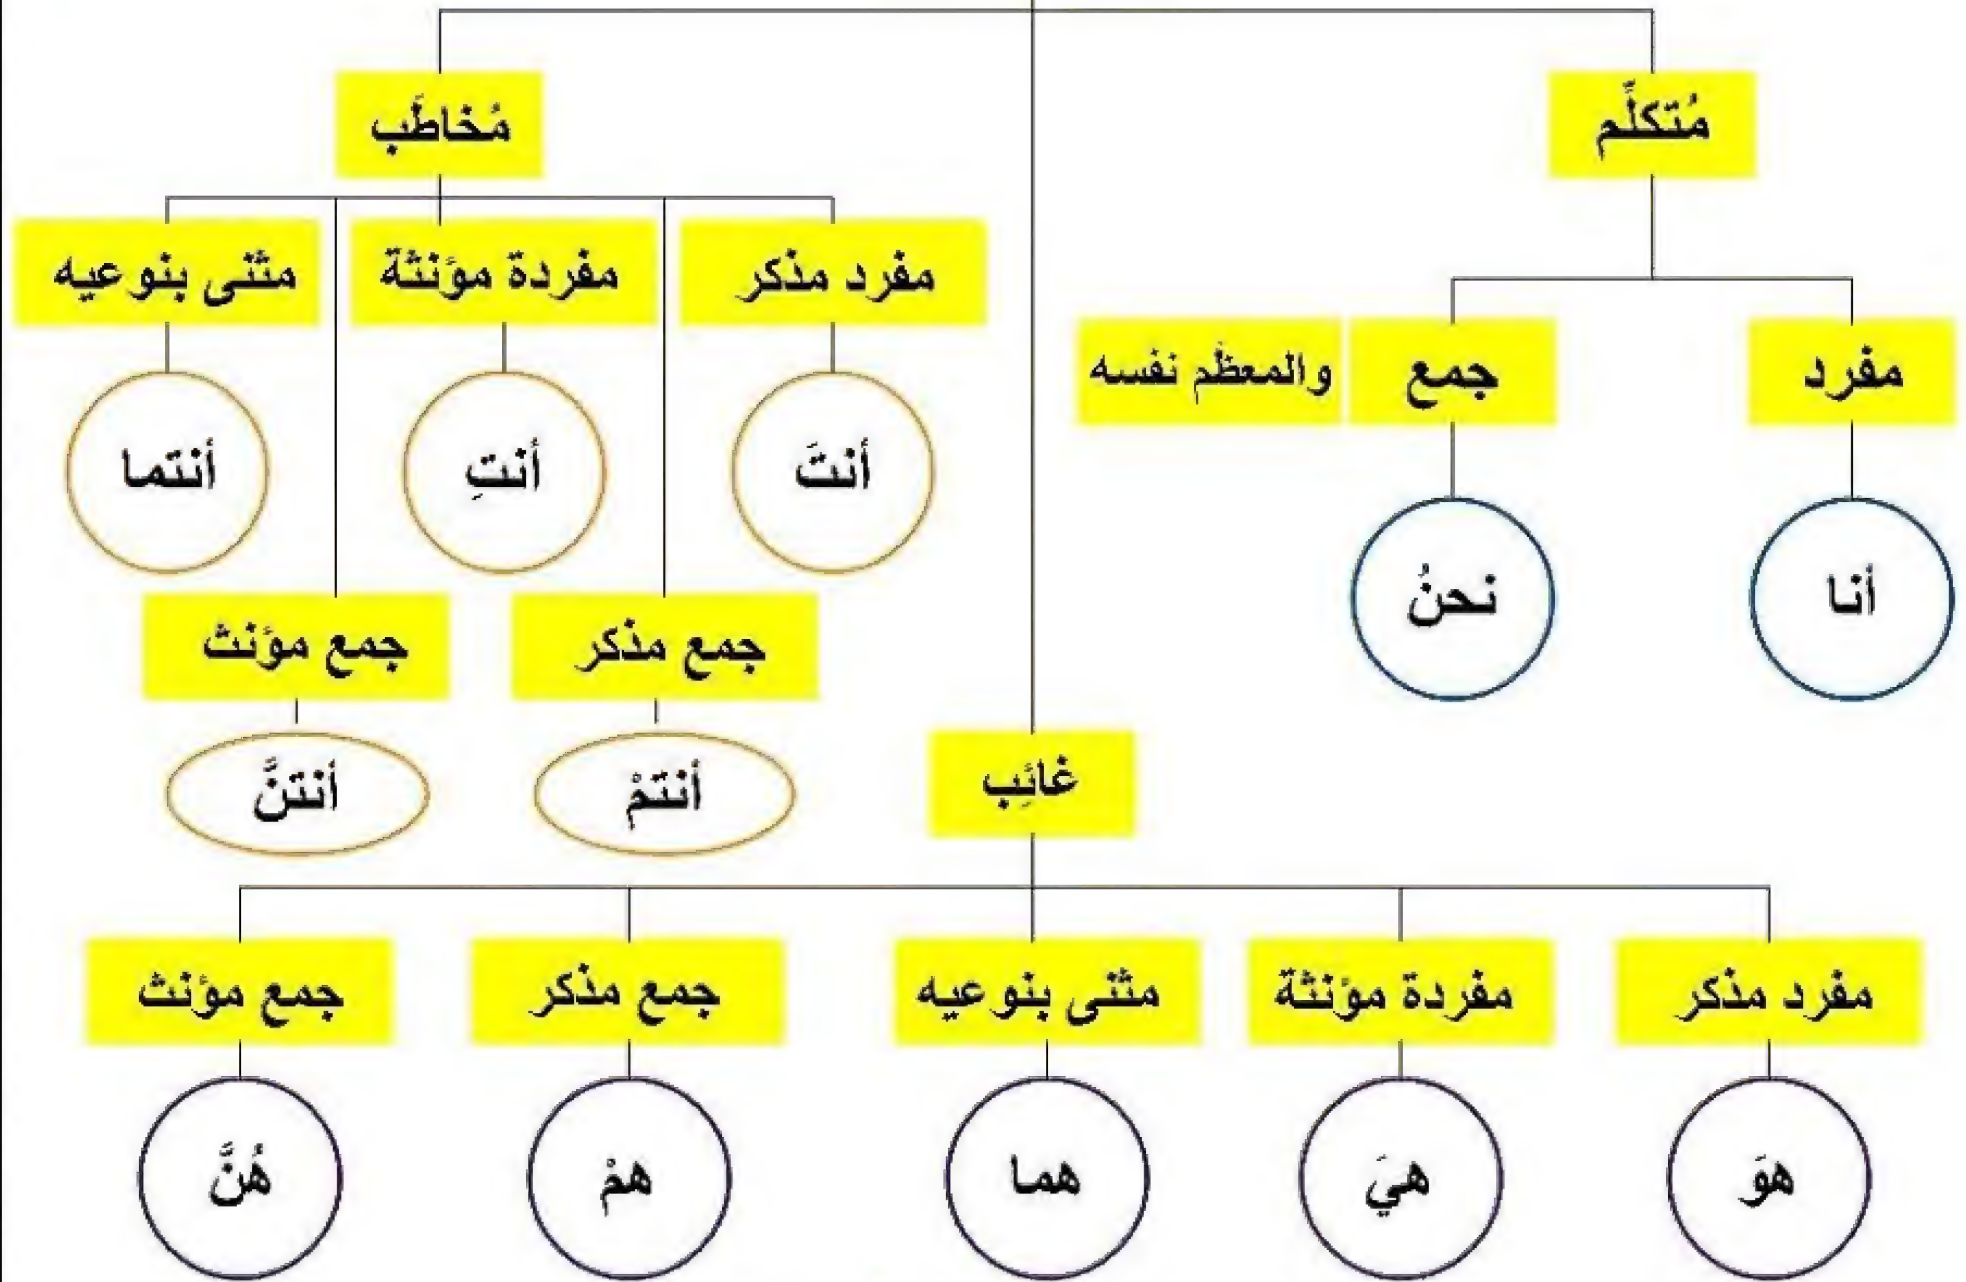 مُتكلِّم
مُخاطَب
مفرد مذكر
مفردة مؤنثة
مثنى بنوعيه
مفرد
جمع
والمعظّم نفسه
أنتَ
أنتِ
أنتما
أنا
نحنُ
جمع مذكر
جمع مؤنث
أنتمْ
أنتنَّ
غائِب
مفرد مذكر
مفردة مؤنثة
مثنى بنوعيه
جمع مذكر
جمع مؤنث
هوَ
هيَ
هما
همْ
هُنَّ